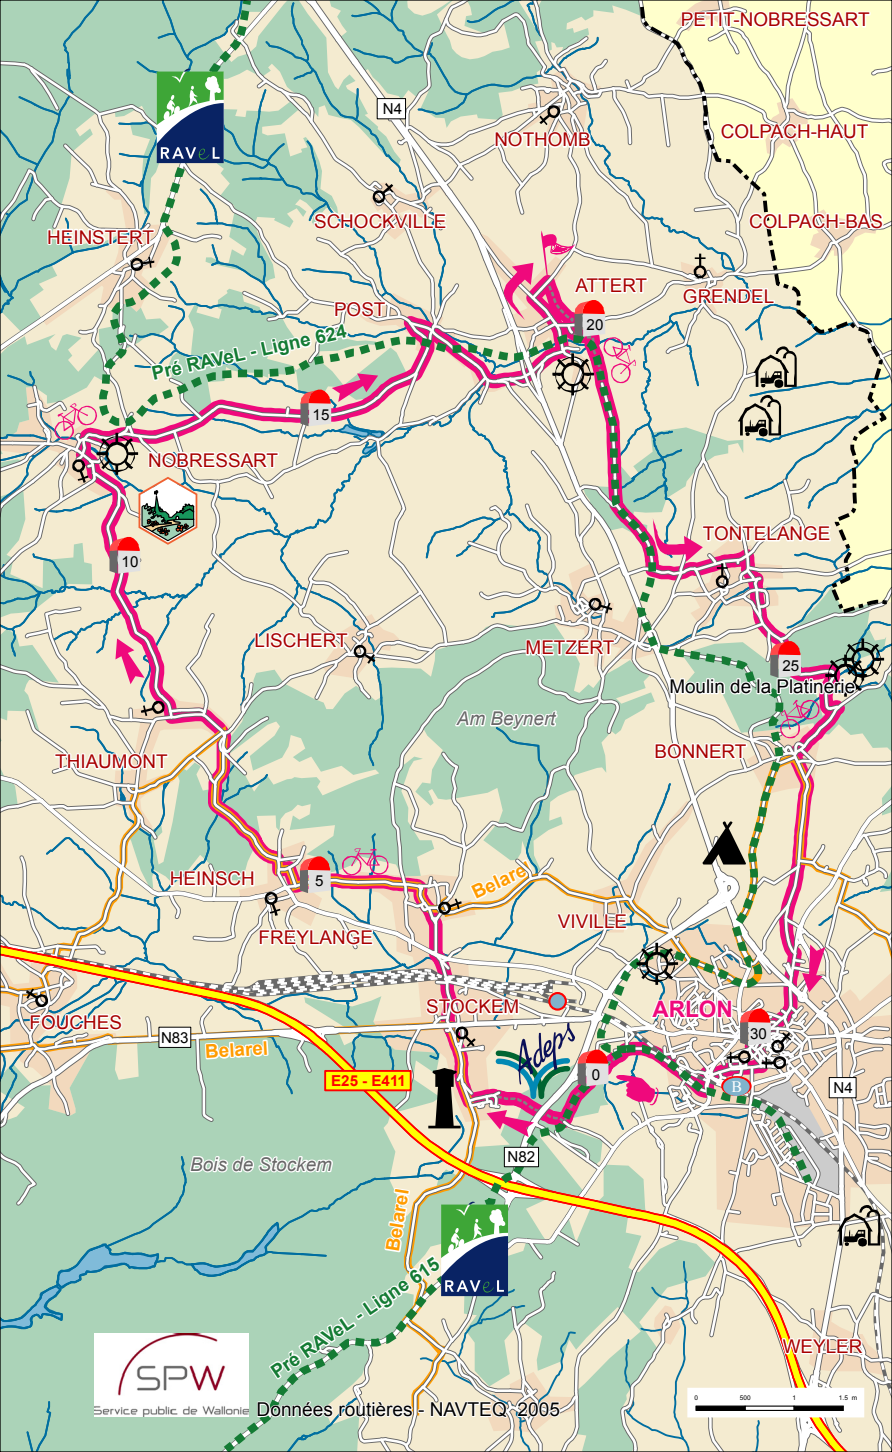 PETIT-NOBRESSART
N4
COLPACH-HAUT
NOTHOMB
RAVeL
SCHOCKVILLE
COLPACH-BAS
HEINSTERT
ATTERT
GRENDEL
POST
20
Pré RAVeL - Ligne 624
15
NOBRESSART
TONTELANGE
10
LISCHERT
METZERT
25
Moulin de la Platinerie
Am Beynert
BONNERT
THIAUMONT
HEINSCH
5
Belarel
VIVILLE
FREYLANGE
STOCKEM
ARLON
FOUCHES
30
N83
Belarel
Adeps
0
E25 - E411
B
N4
N82
Bois de Stockem
Belarel
RAVeL
Pré RAVeL - Ligne 615
WEYLER
SPW
Service public de Wallonie
Données routières - NAVTEQ 2005
0 500 1 1.5 m